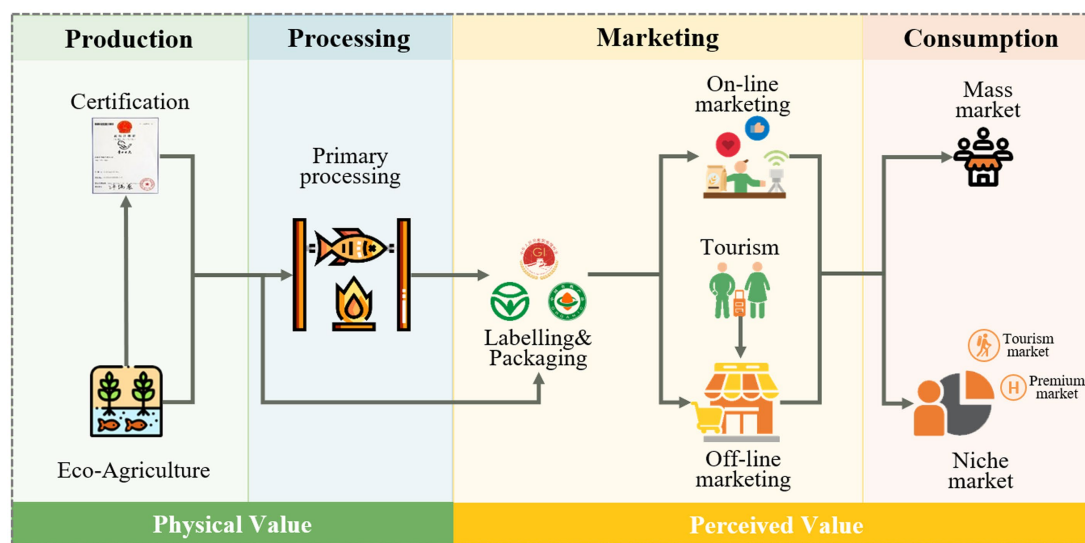 Production
Processing
Marketing
Consumption
Certification
Primary
processing
On-line
marketing
Mass
market
Tourism
GI
Labelling&
Packaging
Tourism
market
H
Premium
market
Eco-Agriculture
Off-line
marketing
Niche
market
Physical Value
Perceived Value